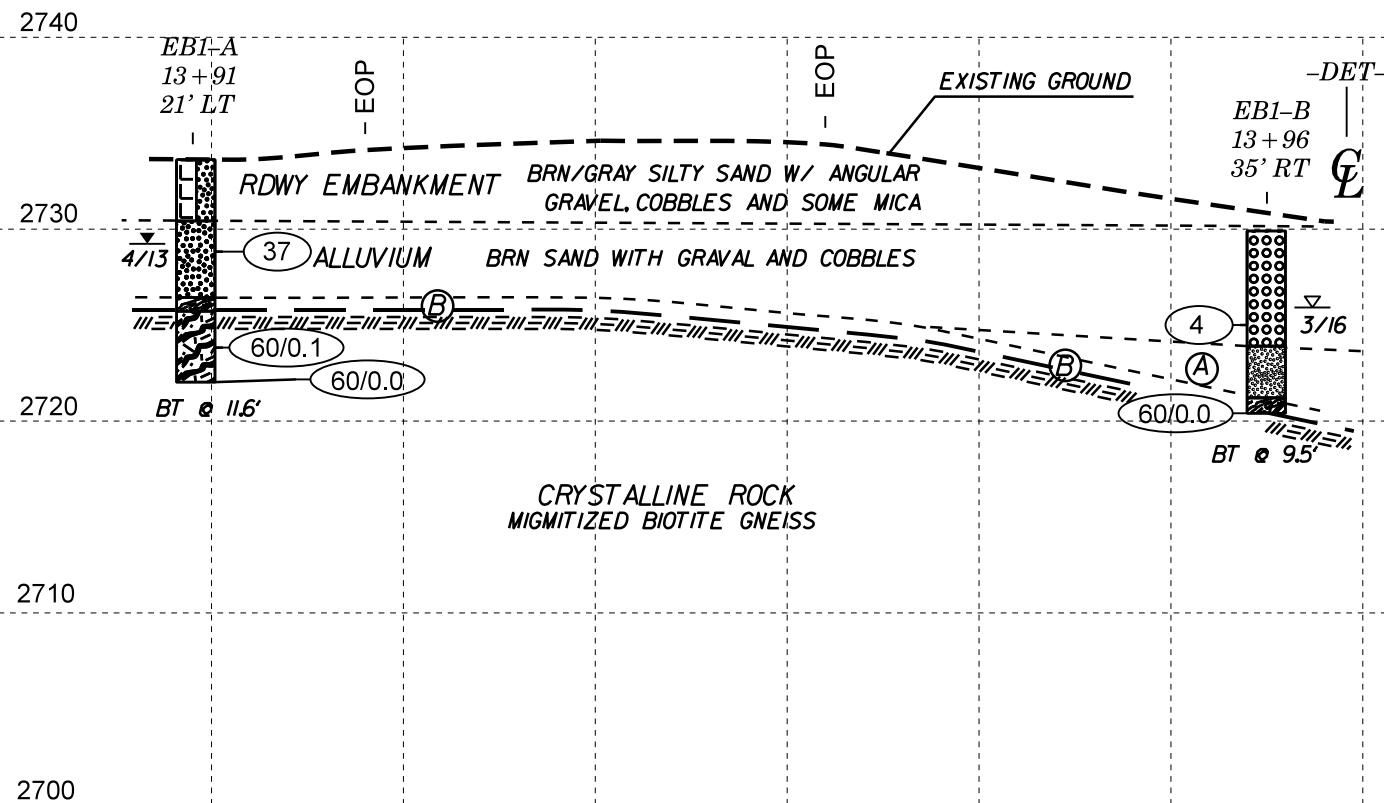 2740
EB1-A
13+91
21' LT
-EOP
-EOP
EXISTING GROUND
-DET-
EB1-B
13+96
35' RT
CL
RDWY EMBANKMENT
BRN/GRAY SILTY SAND W/ ANGULAR
GRAVEL, COBBLES AND SOME MICA
2730
4/13
37
ALLUVIUM
BRN SAND WITH GRAVAL AND COBBLES
B
4
3/16
60/0.1
B
A
60/0.0
2720
BT @ 11.6'
60/0.0
BT @ 9.5'
CRYSTALLINE ROCK
MIGMITIZED BIOTITE GNEISS
2710
2700